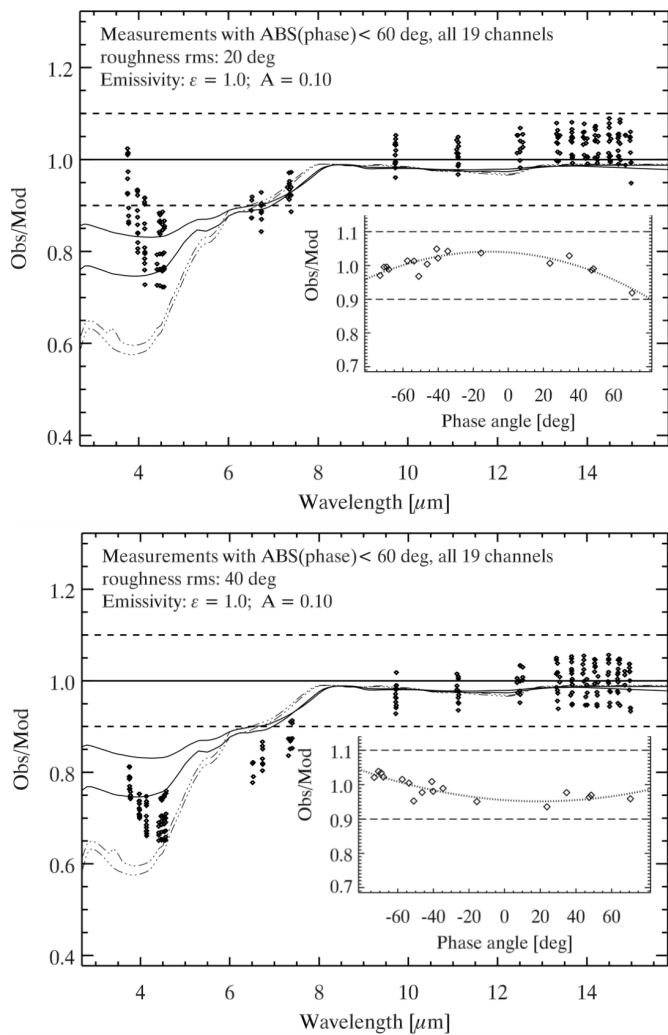 Measurements with ABS(phase) < 60 deg, all 19 channels
roughness rms: 20 deg
Emissivity: ε = 1.0; A = 0.10
1.2
1.0
0.8
0.6
0.4
Obs/Mod
1.1
1.0
0.9
0.8
0.7
Obs/Mod
-60 -40 -20 0 20 40 60
Phase angle [deg]
4 6 8 10 12 14
Wavelength [μm]
Measurements with ABS(phase) < 60 deg, all 19 channels
roughness rms: 40 deg
Emissivity: ε = 1.0; A = 0.10
1.2
1.0
0.8
0.6
0.4
Obs/Mod
1.1
1.0
0.9
0.8
0.7
Obs/Mod
-60 -40 -20 0 20 40 60
Phase angle [deg]
4 6 8 10 12 14
Wavelength [μm]